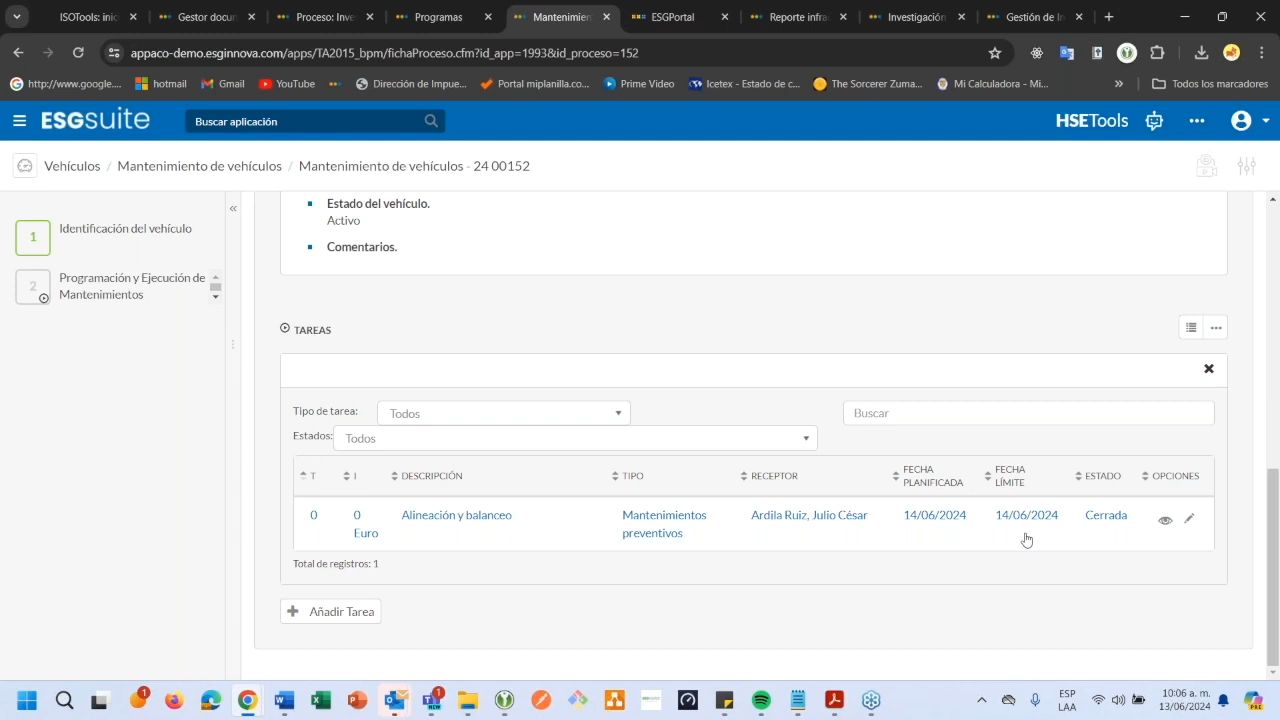 ISOTools: inic
Gestor docun
Proceso: Inve
Programas
Mantenimien
ESGPortal
Reporte infra
Investigación
Gestión de In
appaco-demo.esginnova.com/apps/TA2015_bpm/fichaProceso.cfm?id_app=1993&id_proceso=152
http://www.google....
hotmail
Gmail
YouTube
Dirección de Impue...
Portal miplanilla.co...
Prime Video
Icetex - Estado de c...
The Sorcerer Zuma...
Mi Calculadora - Mi...
»
Todos los marcadores
ESGsuite
Buscar aplicación
HSETools
Vehículos / Mantenimiento de vehículos / Mantenimiento de vehículos - 24 00152
1
Identificación del vehículo
2
Programación y Ejecución de
Mantenimientos
«
Estado del vehículo.
Activo
Comentarios.
TAREAS
Tipo de tarea:
Todos
Buscar
Estados:
Todos
T
I
DESCRIPCIÓN
TIPO
RECEPTOR
FECHA
PLANIFICADA
FECHA
LÍMITE
ESTADO
OPCIONES
0
0
Euro
Alineación y balanceo
Mantenimientos
preventivos
Ardila Ruiz, Julio César
14/06/2024
14/06/2024
Cerrada
Total de registros: 1
Añadir Tarea
1
1
ESP
LAA
10:06 a. m.
13/06/2024